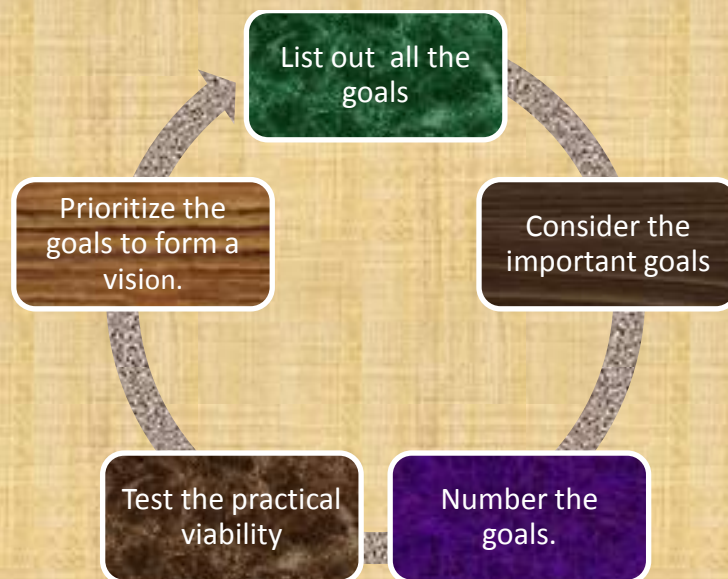 List out  all the
goals
Consider the
important goals
Number the
goals.
Test the practical
viability
Prioritize the
goals to form a
vision.